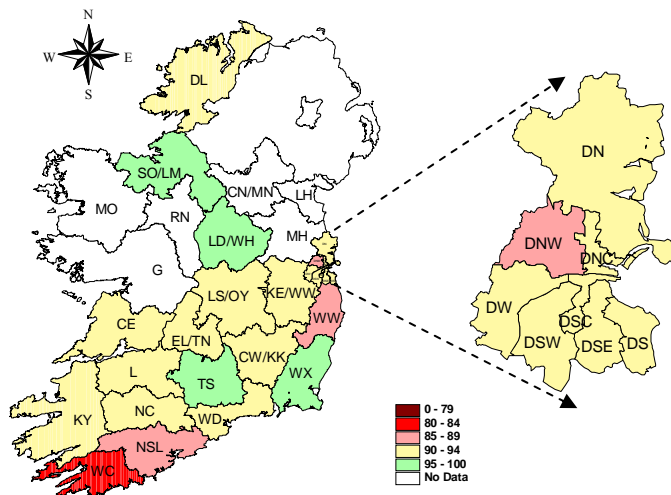 N
W E
S
DL
SO/LM
CN/MN
LH
MO
RN
LD/WH
MH
G
LS/OY
KE/WW
WW
CE
EL/TN
CW/KK
L
TS
WX
KY
NC
WD
NSL
WC
DN
DNW
DNC
DW
DSC
DSW
DSE
DS
0 - 79
80 - 84
85 - 89
90 - 94
95 - 100
No Data